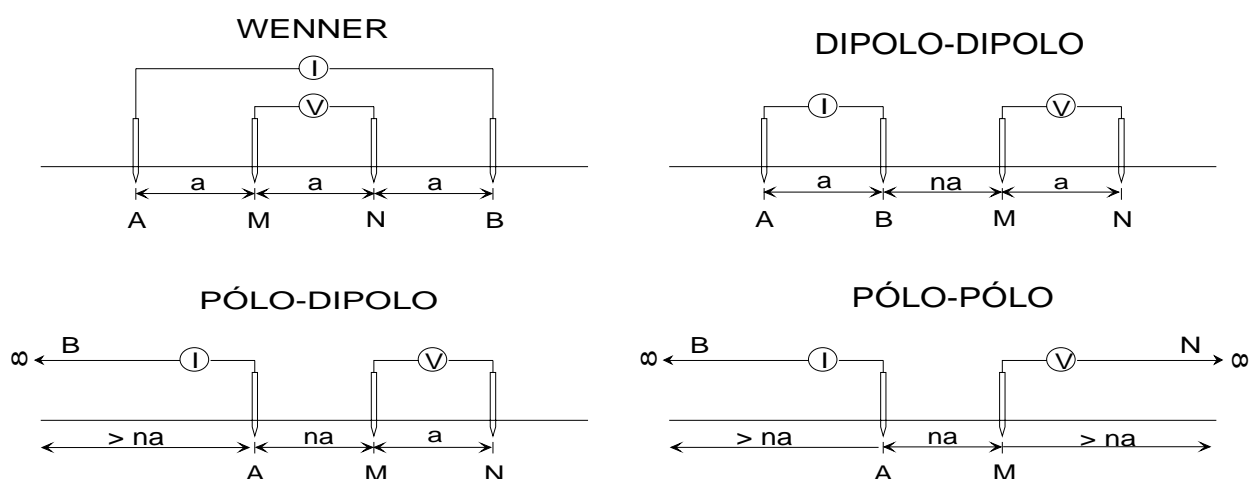 WENNER
I
V
a a a
A M N B
DIPOLO-DIPOLO
I V
a na a
A B M N
PÓLO-DIPOLO
∞ B I V
> na na a
A M N
PÓLO-PÓLO
∞ B I V N ∞
> na na > na
A M